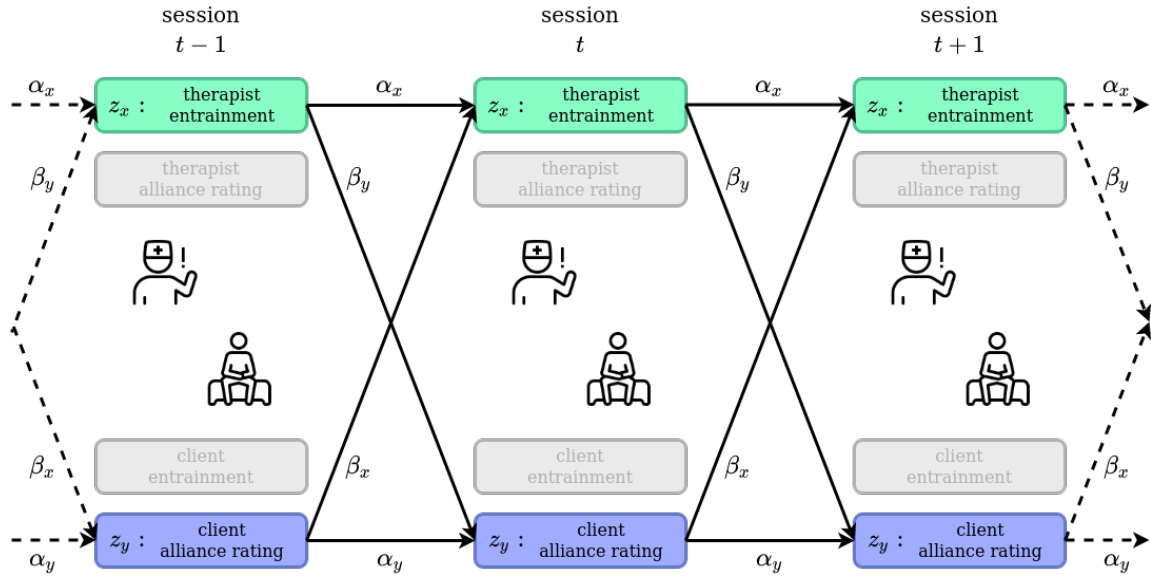 session
t − 1
session
t
session
t + 1
α_x
α_x
α_x
α_x
z_x : therapist
entrainment
z_x : therapist
entrainment
z_x : therapist
entrainment
therapist
alliance rating
therapist
alliance rating
therapist
alliance rating
β_y
β_y
β_y
β_y
!
!
!
client
entrainment
client
entrainment
client
entrainment
β_x
β_x
β_x
β_x
z_y : client
alliance rating
z_y : client
alliance rating
z_y : client
alliance rating
α_y
α_y
α_y
α_y